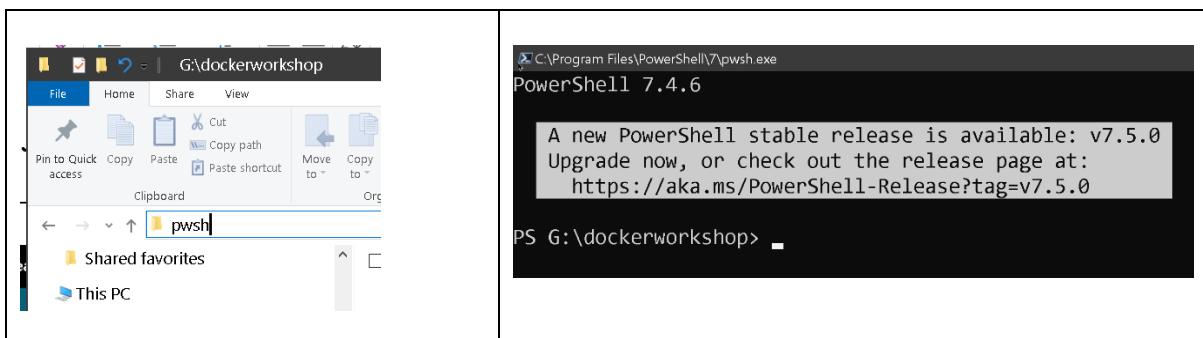 G:\dockerworkshop
File Home Share View
Pin to Quick access
Copy
Paste
Cut
Copy path
Paste shortcut
Move to
Copy to
Clipboard
pwsh
Shared favorites
This PC
C:\Program Files\PowerShell\7\pwsh.exe
PowerShell 7.4.6
A new PowerShell stable release is available: v7.5.0
Upgrade now, or check out the release page at:
https://aka.ms/PowerShell-Release?tag=v7.5.0
PS G:\dockerworkshop>